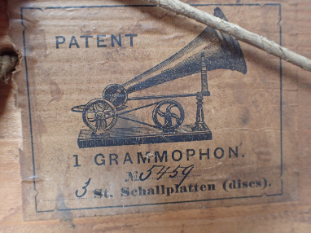 PATENT
1 GRAMMOPHON.
№ 5459
3 St. Schallplatten (discs).